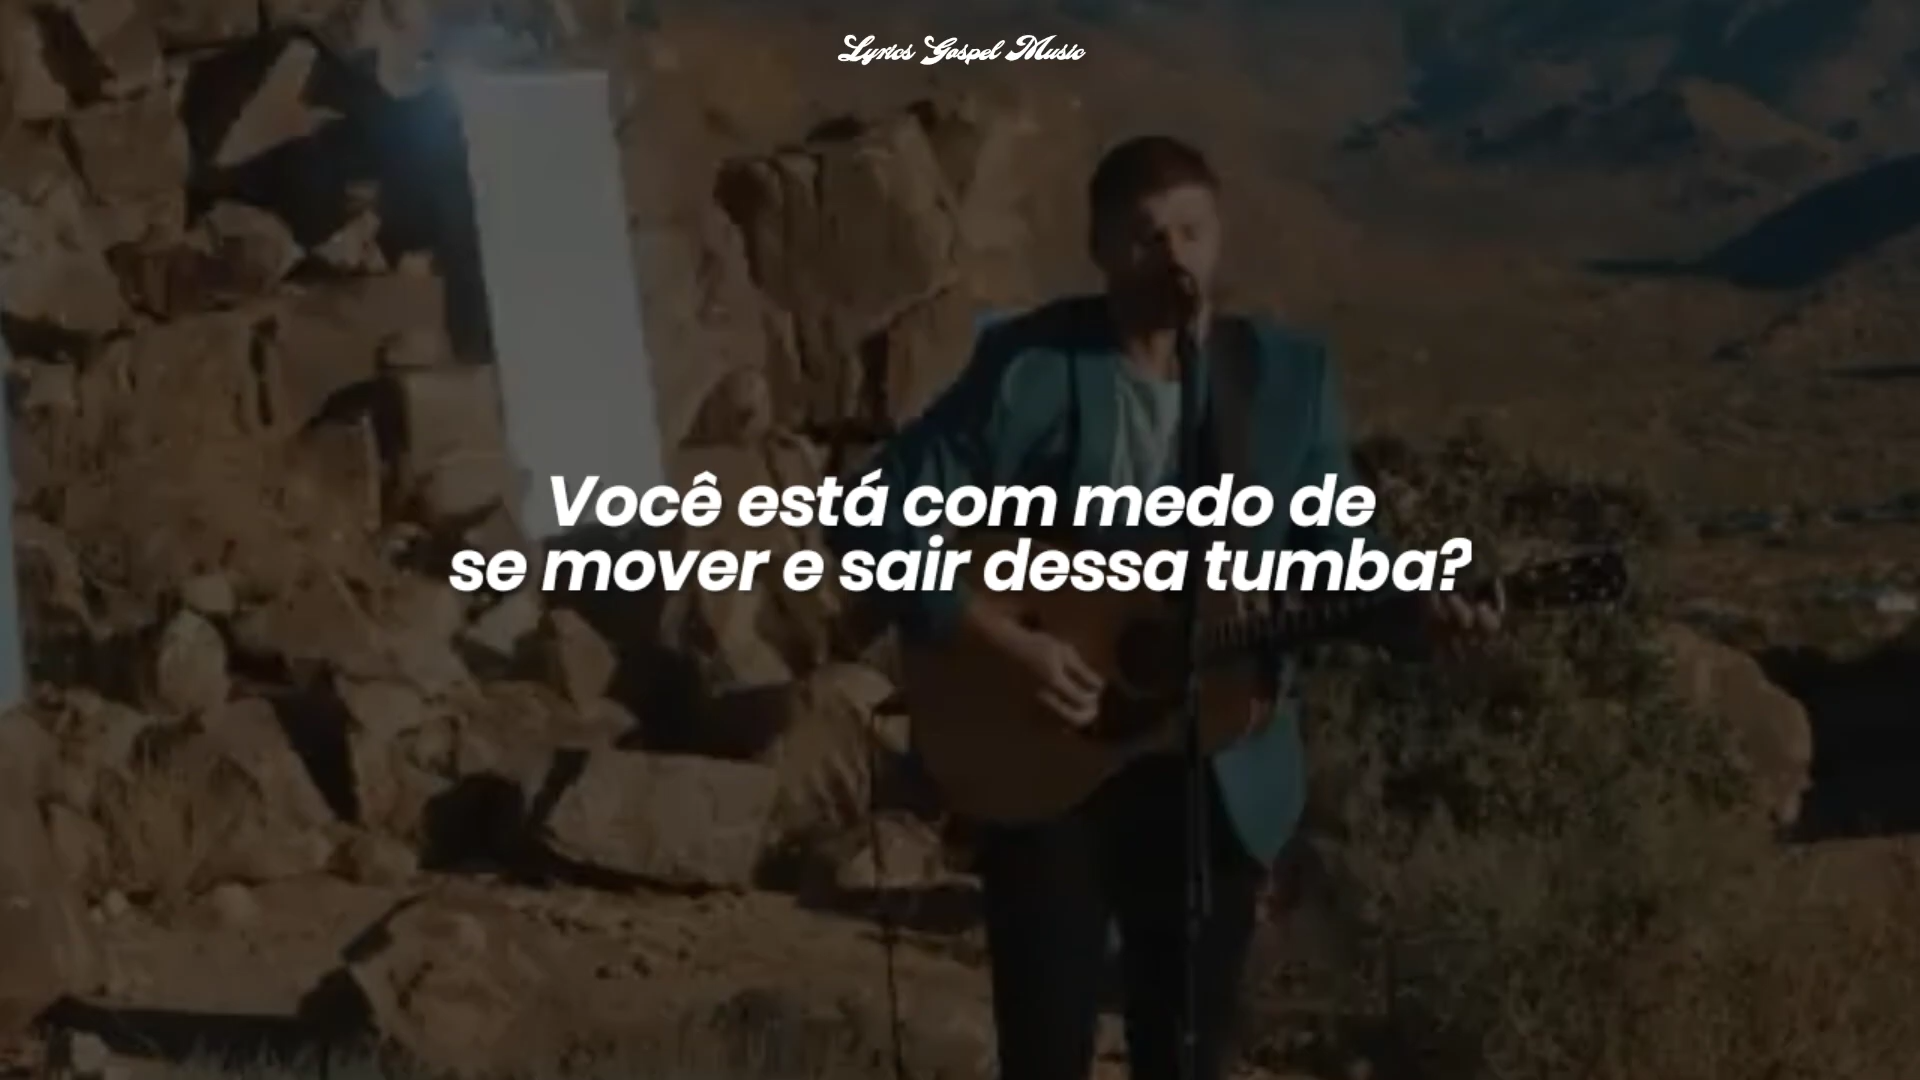 Lyrics Gospel Music
Você está com medo de
se mover e sair dessa tumba?